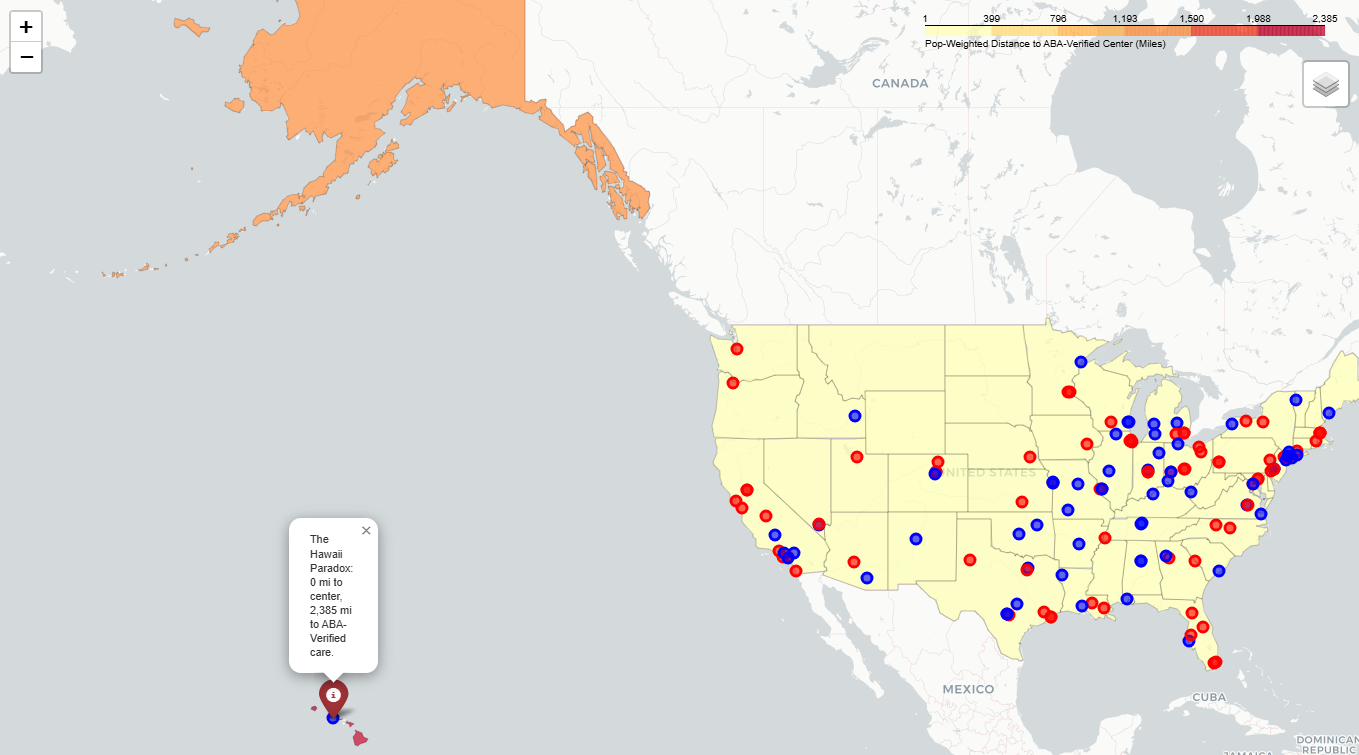 +
−
1 399 796 1,193 1,590 1,988 2,385
Pop-Weighted Distance to ABA-Verified Center (Miles)
CANADA
UNITED STATES
×
The
Hawaii
Paradox:
0 mi to
center,
2,385 mi
to ABA-
Verified
care.
i
MEXICO
CUBA
JAMAICA
DOMINICAN
REPUBLIC